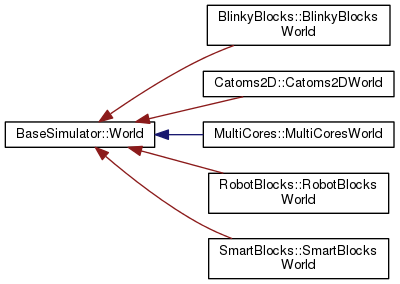 BlinkyBlocks::BlinkyBlocks
World
Catoms2D::Catoms2DWorld
BaseSimulator::World
MultiCores::MultiCoresWorld
RobotBlocks::RobotBlocks
World
SmartBlocks::SmartBlocks
World